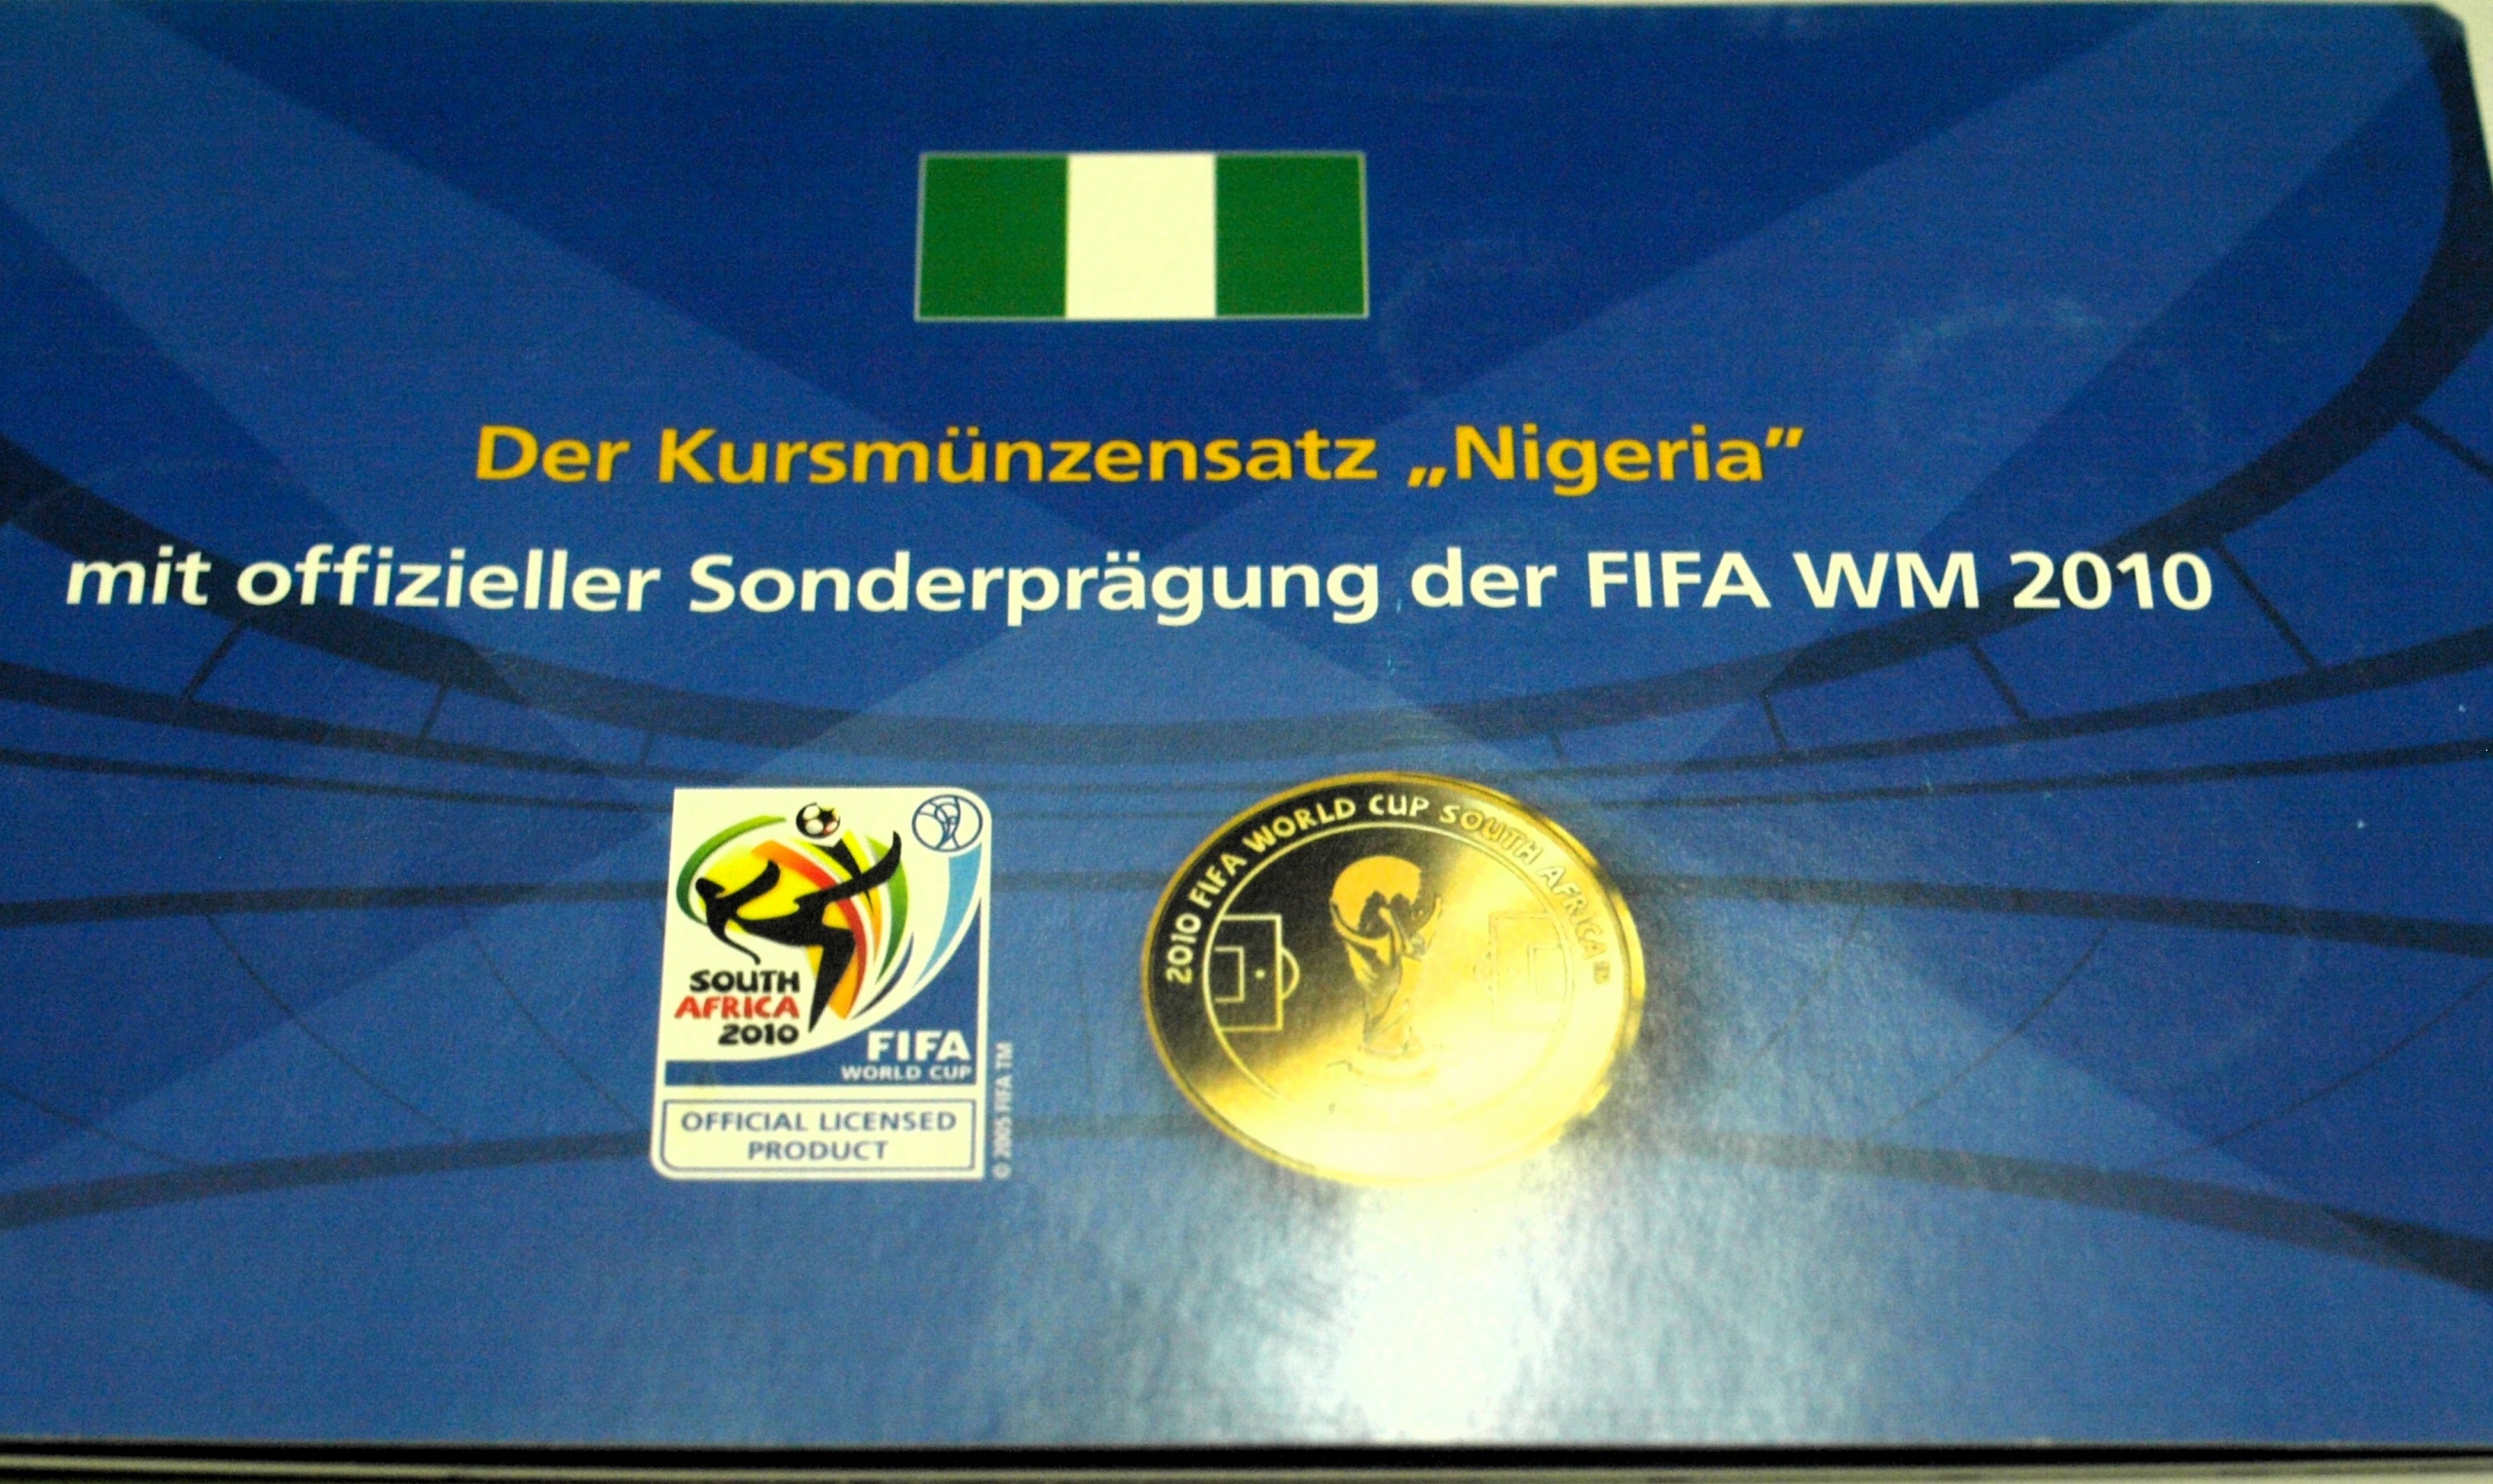 Der Kursmünzensatz „Nigeria”
mit offizieller Sonderprägung der FIFA WM 2010
SOUTH
AFRICA
2010
FIFA
WORLD CUP
OFFICIAL LICENSED
PRODUCT
© 2005 FIFA TM
2010 FIFA WORLD CUP SOUTH AFRICA™